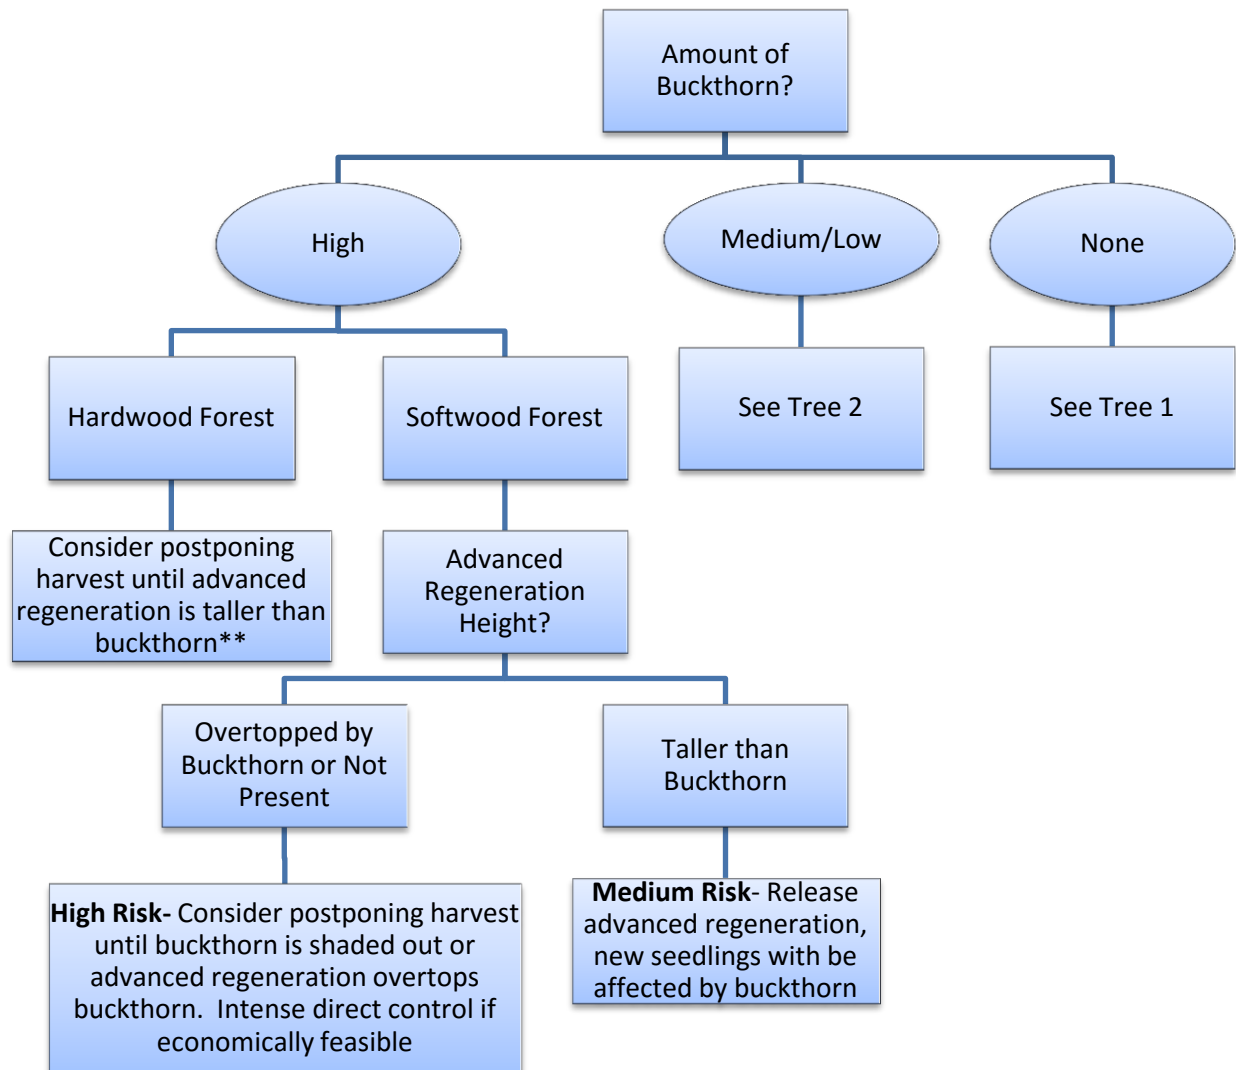 Amount of
Buckthorn?
High
Medium/Low
None
Hardwood Forest
Softwood Forest
See Tree 2
See Tree 1
Consider postponing
harvest until advanced
regeneration is taller than
buckthorn**
Advanced
Regeneration
Height?
Overtopped by
Buckthorn or Not
Present
Taller than
Buckthorn
High Risk- Consider postponing harvest
until buckthorn is shaded out or
advanced regeneration overtops
buckthorn.  Intense direct control if
economically feasible
Medium Risk- Release
advanced regeneration,
new seedlings with be
affected by buckthorn